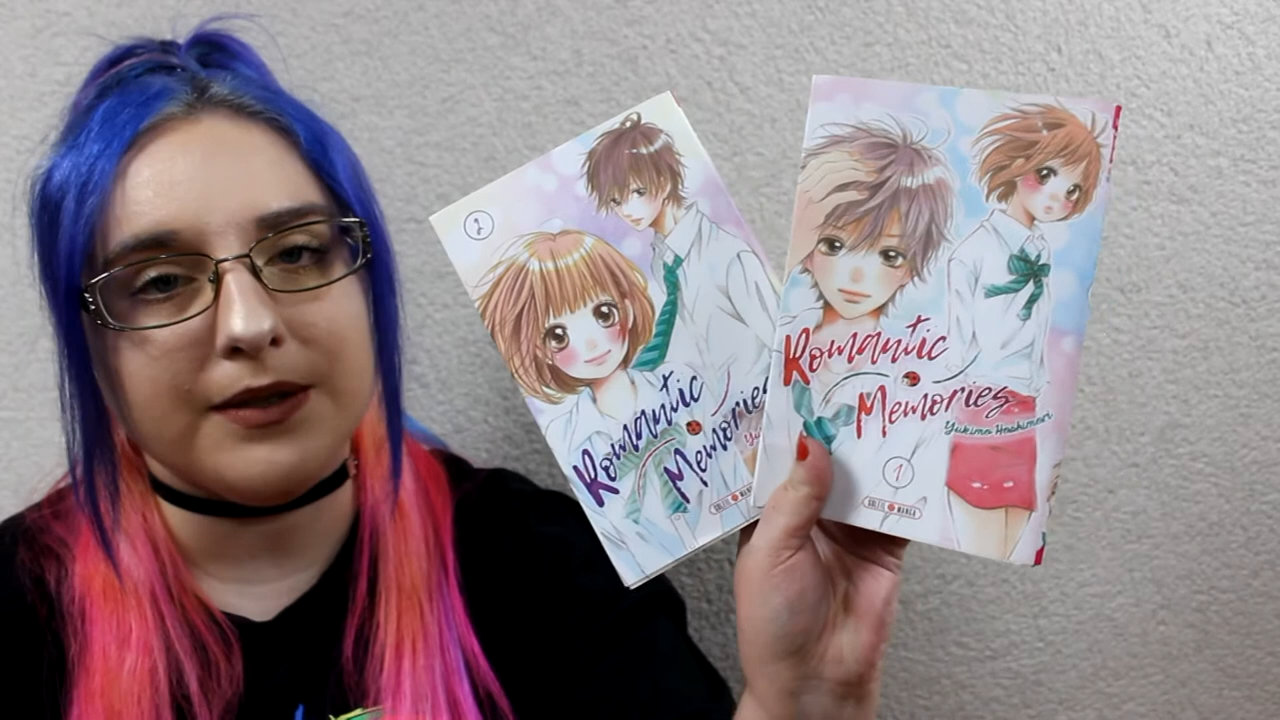 2
Romantic
Memories
SOLEIL MANGA
Romantic
Memories
Yukimo Hoshimori
1
SOLEIL MANGA